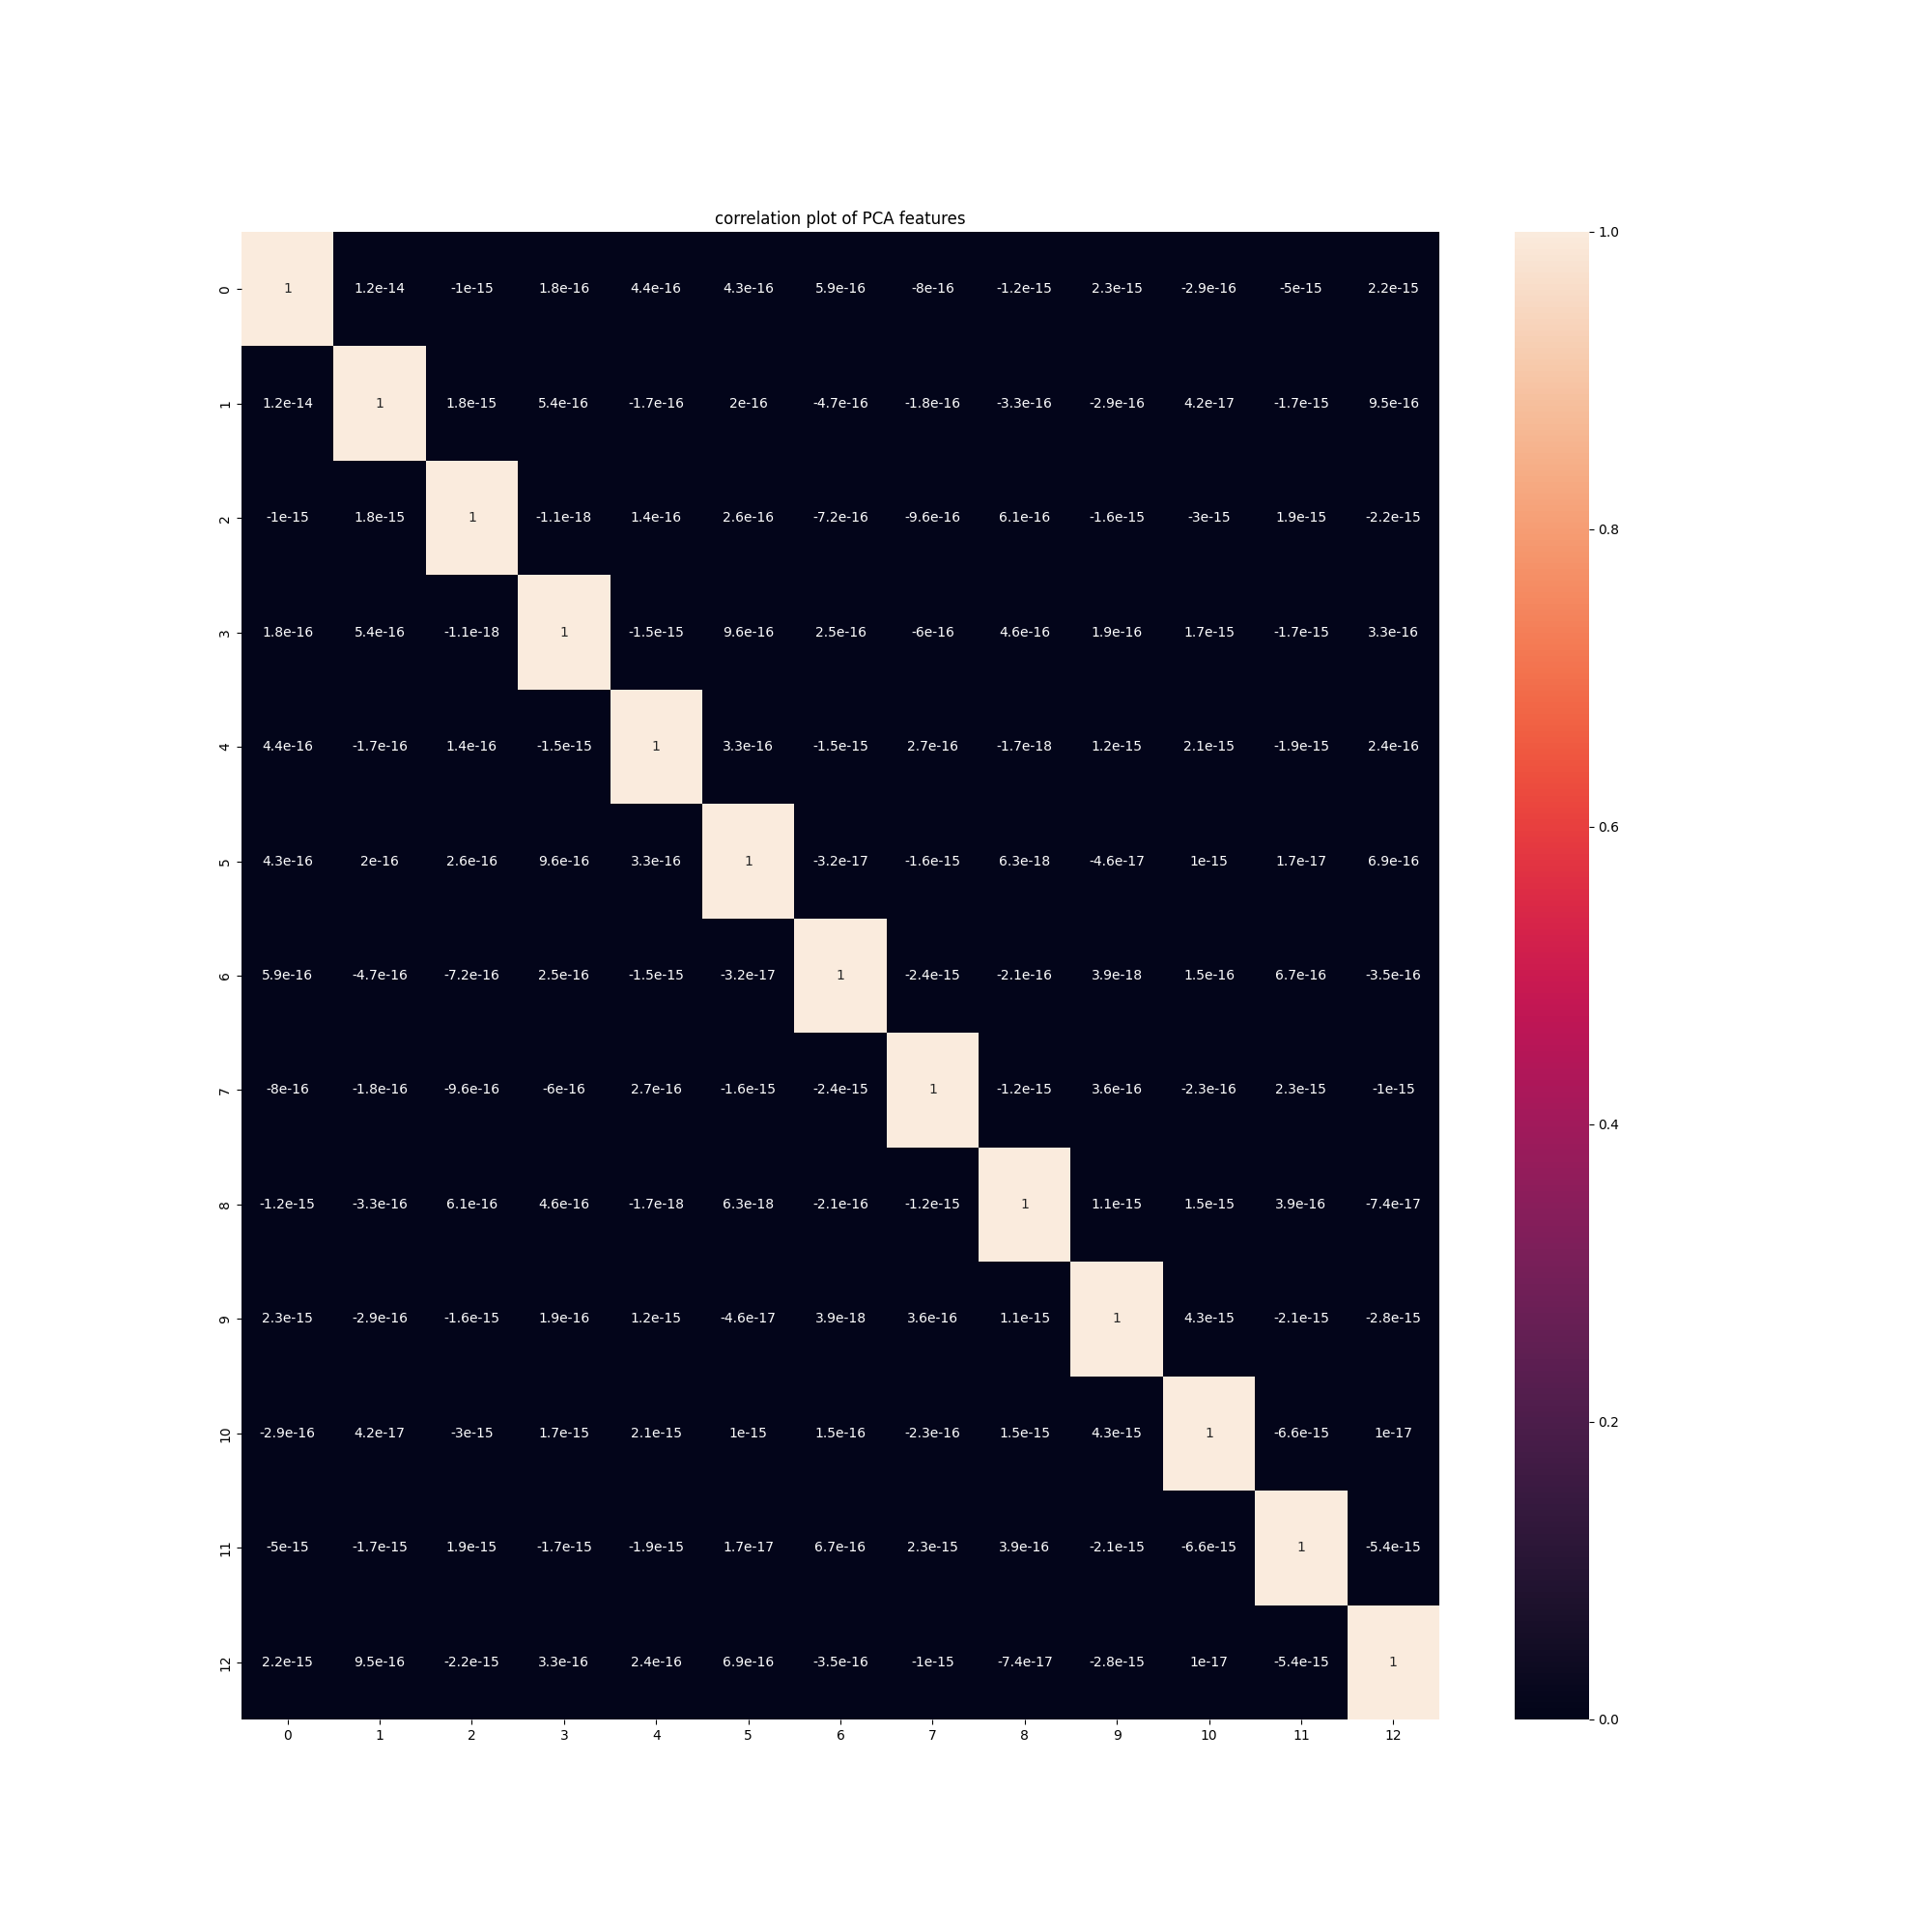 correlation plot of PCA features
0 1 1.2e-14 -1e-15 1.8e-16 4.4e-16 4.3e-16 5.9e-16 -8e-16 -1.2e-15 2.3e-15 -2.9e-16 -5e-15 2.2e-15
1 1.2e-14 1 1.8e-15 5.4e-16 -1.7e-16 2e-16 -4.7e-16 -1.8e-16 -3.3e-16 -2.9e-16 4.2e-17 -1.7e-15 9.5e-16
2 -1e-15 1.8e-15 1 -1.1e-18 1.4e-16 2.6e-16 -7.2e-16 -9.6e-16 6.1e-16 -1.6e-15 -3e-15 1.9e-15 -2.2e-15
3 1.8e-16 5.4e-16 -1.1e-18 1 -1.5e-15 9.6e-16 2.5e-16 -6e-16 4.6e-16 1.9e-16 1.7e-15 -1.7e-15 3.3e-16
4 4.4e-16 -1.7e-16 1.4e-16 -1.5e-15 1 3.3e-16 -1.5e-15 2.7e-16 -1.7e-18 1.2e-15 2.1e-15 -1.9e-15 2.4e-16
5 4.3e-16 2e-16 2.6e-16 9.6e-16 3.3e-16 1 -3.2e-17 -1.6e-15 6.3e-18 -4.6e-17 1e-15 1.7e-17 6.9e-16
6 5.9e-16 -4.7e-16 -7.2e-16 2.5e-16 -1.5e-15 -3.2e-17 1 -2.4e-15 -2.1e-16 3.9e-18 1.5e-16 6.7e-16 -3.5e-16
7 -8e-16 -1.8e-16 -9.6e-16 -6e-16 2.7e-16 -1.6e-15 -2.4e-15 1 -1.2e-15 3.6e-16 -2.3e-16 2.3e-15 -1e-15
8 -1.2e-15 -3.3e-16 6.1e-16 4.6e-16 -1.7e-18 6.3e-18 -2.1e-16 -1.2e-15 1 1.1e-15 1.5e-15 3.9e-16 -7.4e-17
9 2.3e-15 -2.9e-16 -1.6e-15 1.9e-16 1.2e-15 -4.6e-17 3.9e-18 3.6e-16 1.1e-15 1 4.3e-15 -2.1e-15 -2.8e-15
10 -2.9e-16 4.2e-17 -3e-15 1.7e-15 2.1e-15 1e-15 1.5e-16 -2.3e-16 1.5e-15 4.3e-15 1 -6.6e-15 1e-17
11 -5e-15 -1.7e-15 1.9e-15 -1.7e-15 -1.9e-15 1.7e-17 6.7e-16 2.3e-15 3.9e-16 -2.1e-15 -6.6e-15 1 -5.4e-15
12 2.2e-15 9.5e-16 -2.2e-15 3.3e-16 2.4e-16 6.9e-16 -3.5e-16 -1e-15 -7.4e-17 -2.8e-15 1e-17 -5.4e-15 1
0 1 2 3 4 5 6 7 8 9 10 11 12
1.0
0.8
0.6
0.4
0.2
0.0